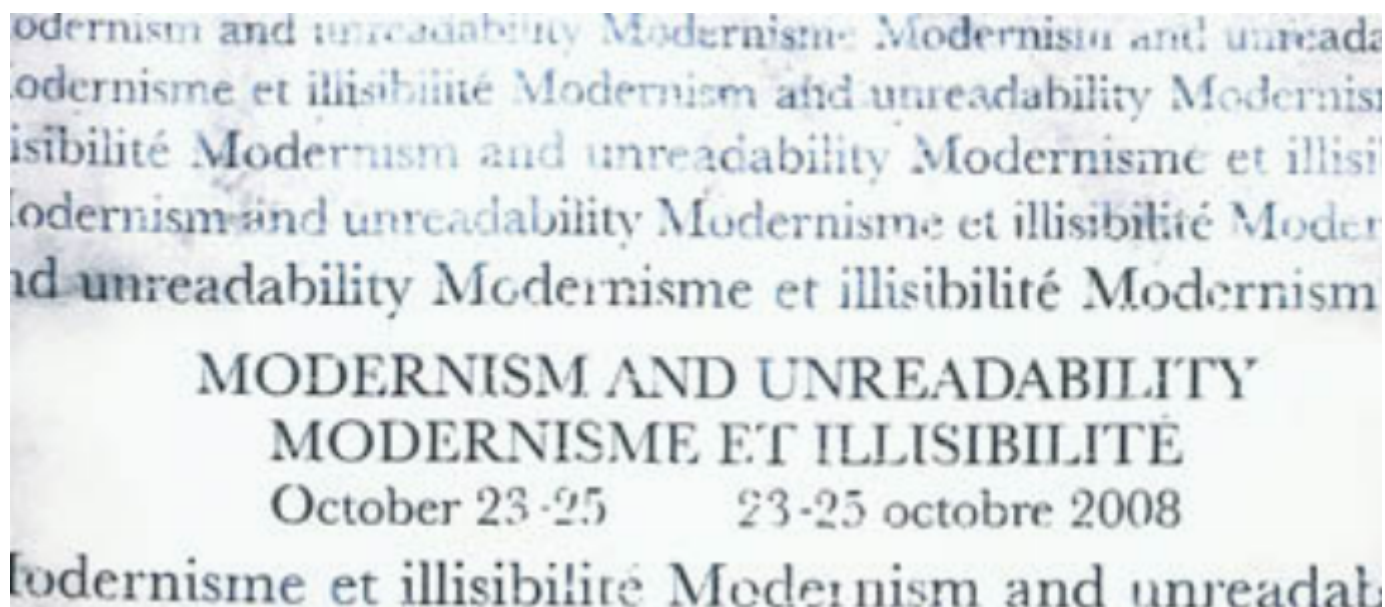 odernism and unreadability Modernisme Modernism and unreada
odernisme et illisibilité Modernism and unreadability Modernis
isibilité Modernism and unreadability Modernisme et illisi
odernism and unreadability Modernisme et illisibilité Moder
nd unreadability Modernisme et illisibilité Modernism
MODERNISM AND UNREADABILITY
MODERNISME ET ILLISIBILITÉ
October 23-25 23-25 octobre 2008
odernisme et illisibilité Modernism and unreadab